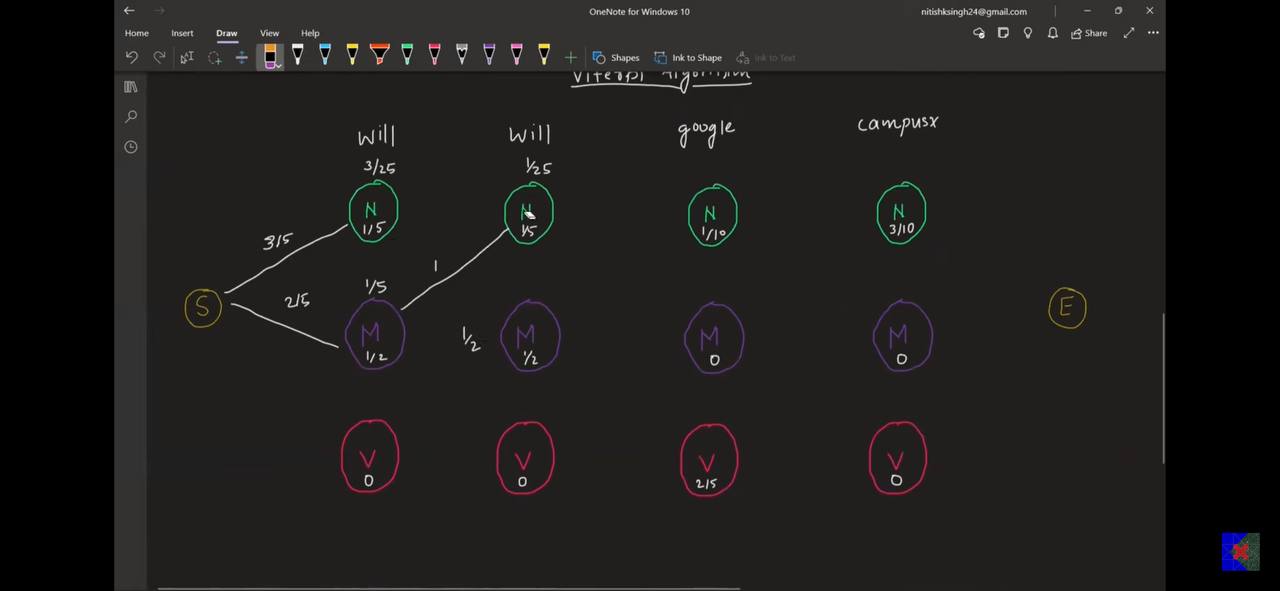 OneNote for Windows 10
nitishksingh24@gmail.com
Home Insert Draw View Help
Shapes Ink to Shape Ink to Text Share
Viterbi Algorithm
will will google campusx
3/25 1/25
N N N N
1/5 1/5 1/10 3/10
3/5
1
1/5
2/5
S E
M 1/2 M M M
1/2 1/2 0 0
V V V V
0 0 2/5 0